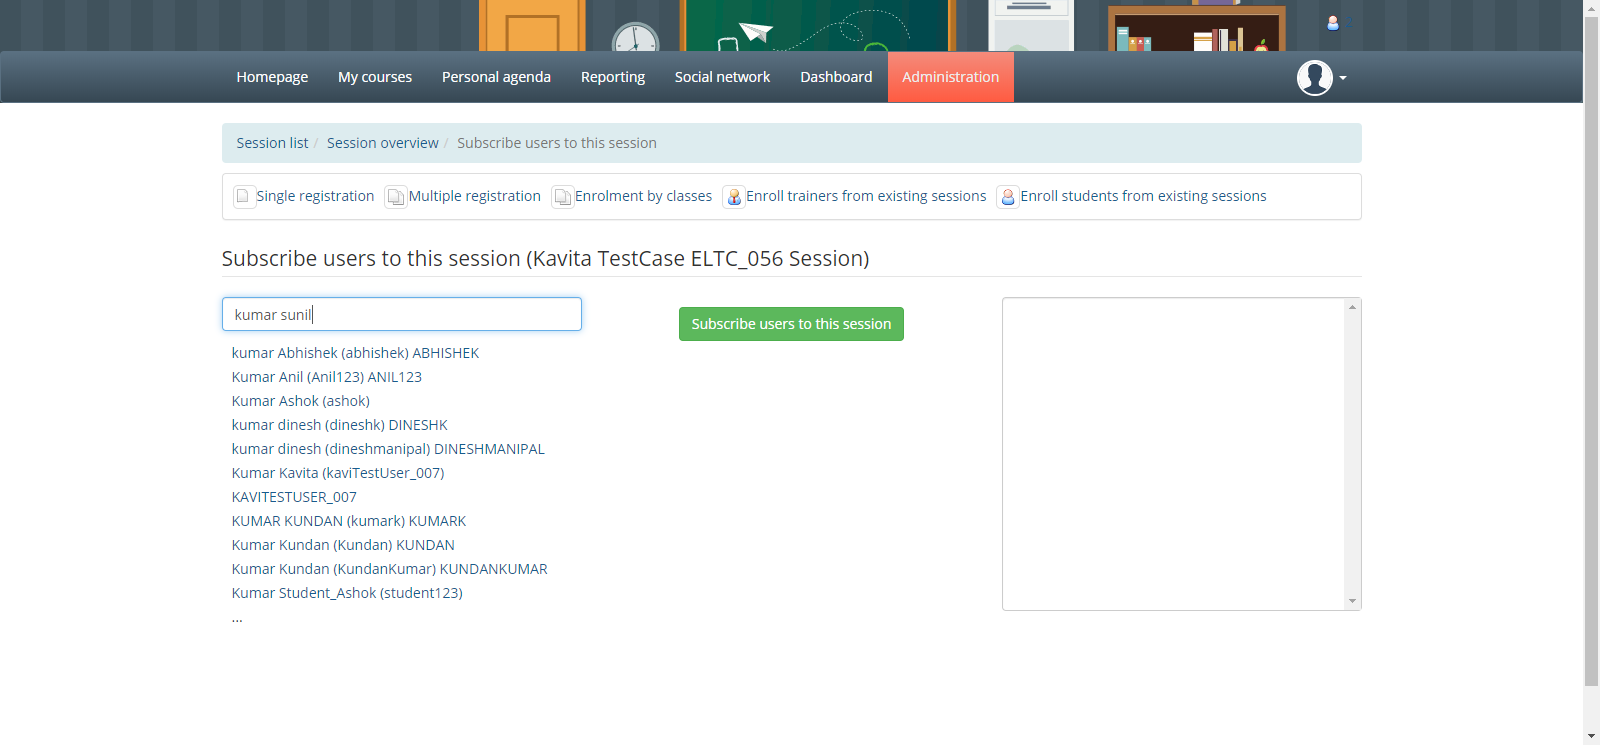 2
Homepage My courses Personal agenda Reporting Social network Dashboard Administration
Session list / Session overview / Subscribe users to this session
Single registration Multiple registration Enrolment by classes Enroll trainers from existing sessions Enroll students from existing sessions
Subscribe users to this session (Kavita TestCase ELTC_056 Session)
kumar sunil
Subscribe users to this session
kumar Abhishek (abhishek) ABHISHEK
Kumar Anil (Anil123) ANIL123
Kumar Ashok (ashok)
kumar dinesh (dineshk) DINESHK
kumar dinesh (dineshmanipal) DINESHMANIPAL
Kumar Kavita (kaviTestUser_007)
KAVITESTUSER_007
KUMAR KUNDAN (kumark) KUMARK
Kumar Kundan (Kundan) KUNDAN
Kumar Kundan (KundanKumar) KUNDANKUMAR
Kumar Student_Ashok (student123)
...